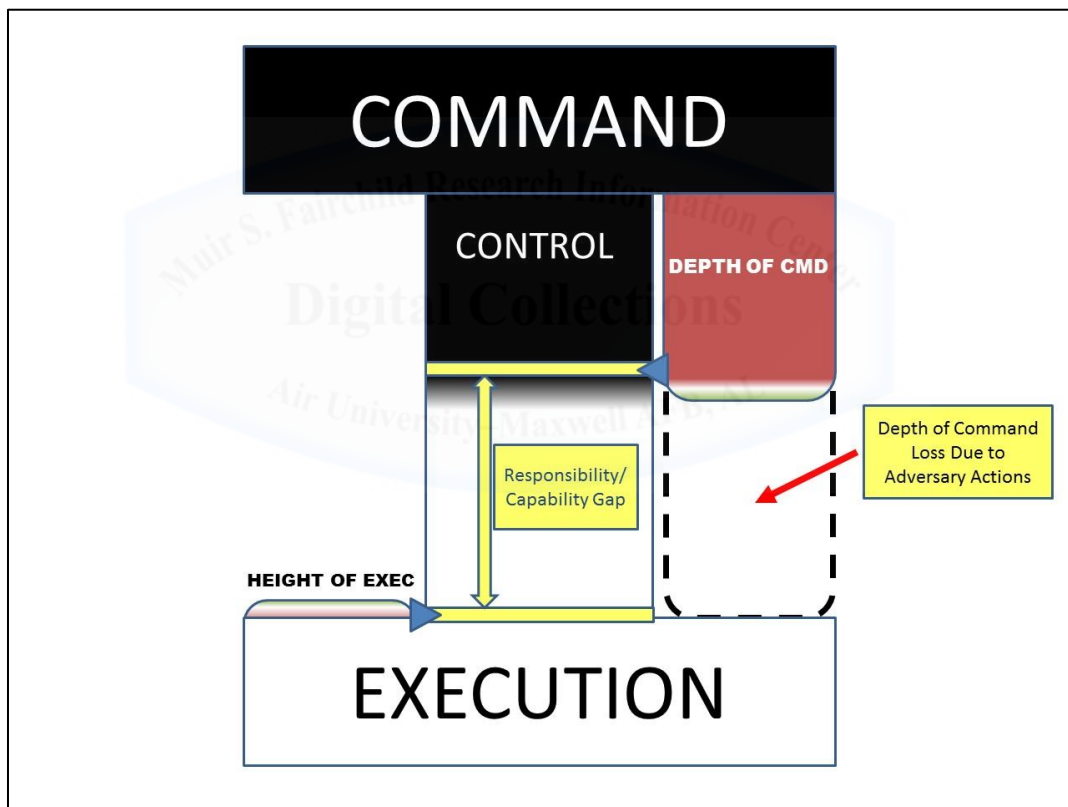 COMMAND
Muir S. Fairchild Research Information Center
Digital Collections
Air University-Maxwell AFB, AL
CONTROL
DEPTH OF CMD
Depth of Command
Loss Due to
Adversary Actions
Responsibility/
Capability Gap
HEIGHT OF EXEC
EXECUTION